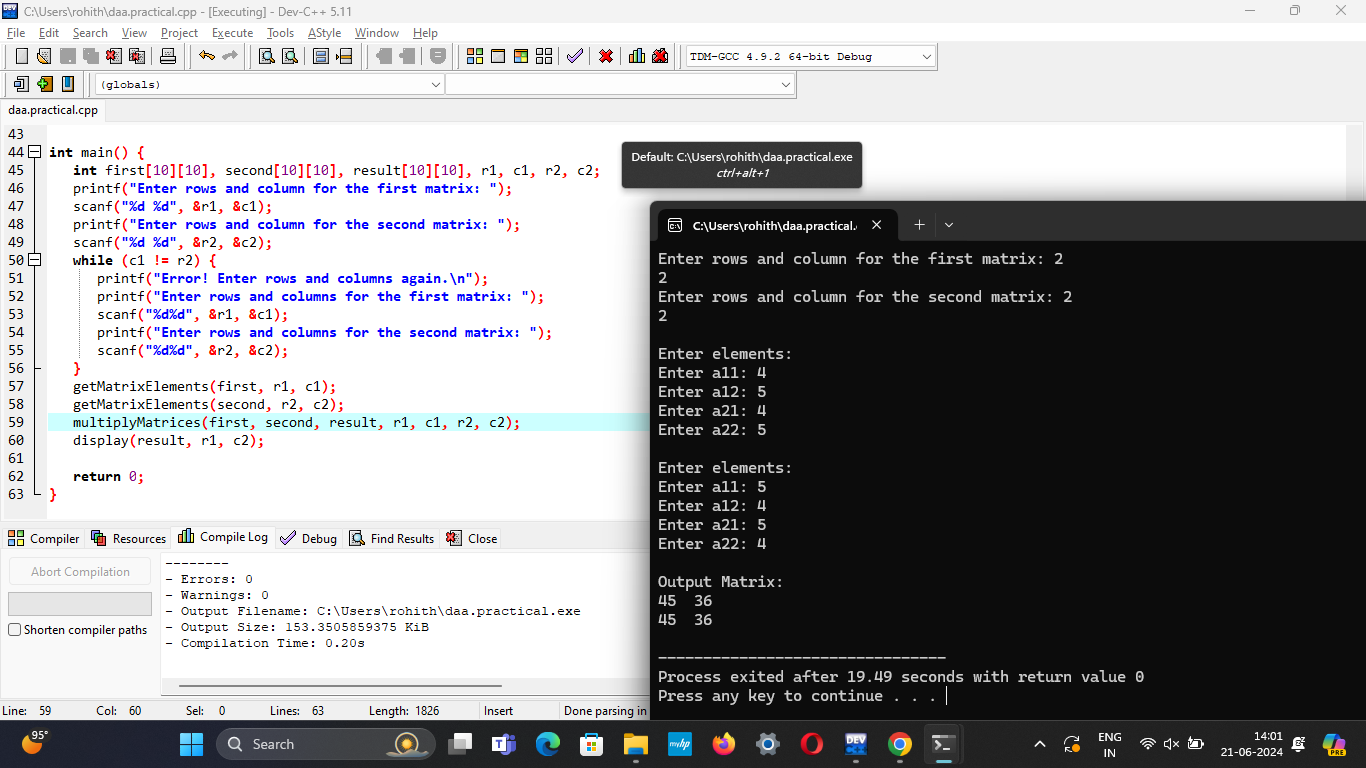 C:\Users\rohith\daa.practical.cpp - [Executing] - Dev-C++ 5.11
File Edit Search View Project Execute Tools AStyle Window Help
TDM-GCC 4.9.2 64-bit Debug
(globals)
daa.practical.cpp
43
44 int main() {
45 int first[10][10], second[10][10], result[10][10], r1, c1, r2, c2;
46 printf("Enter rows and column for the first matrix: ");
47 scanf("%d %d", &r1, &c1);
48 printf("Enter rows and column for the second matrix: ");
49 scanf("%d %d", &r2, &c2);
50 while (c1 != r2) {
51 printf("Error! Enter rows and columns again.\n");
52 printf("Enter rows and columns for the first matrix: ");
53 scanf("%d%d", &r1, &c1);
54 printf("Enter rows and columns for the second matrix: ");
55 scanf("%d%d", &r2, &c2);
56 }
57 getMatrixElements(first, r1, c1);
58 getMatrixElements(second, r2, c2);
59 multiplyMatrices(first, second, result, r1, c1, r2, c2);
60 display(result, r1, c2);
61
62 return 0;
63 }
Default: C:\Users\rohith\daa.practical.exe
ctrl+alt+1
C:\Users\rohith\daa.practical.
Enter rows and column for the first matrix: 2
2
Enter rows and column for the second matrix: 2
2
Enter elements:
Enter a11: 4
Enter a12: 5
Enter a21: 4
Enter a22: 5
Enter elements:
Enter a11: 5
Enter a12: 4
Enter a21: 5
Enter a22: 4
Output Matrix:
45 36
45 36
--------------------------------
Process exited after 19.49 seconds with return value 0
Press any key to continue . . .
Compiler Resources Compile Log Debug Find Results Close
Abort Compilation
Shorten compiler paths
--------
- Errors: 0
- Warnings: 0
- Output Filename: C:\Users\rohith\daa.practical.exe
- Output Size: 153.3505859375 KiB
- Compilation Time: 0.20s
Line: 59 Col: 60 Sel: 0 Lines: 63 Length: 1826 Insert Done parsing in
95°
Search
myhp
DEV
ENG
IN
14:01
21-06-2024
PRE